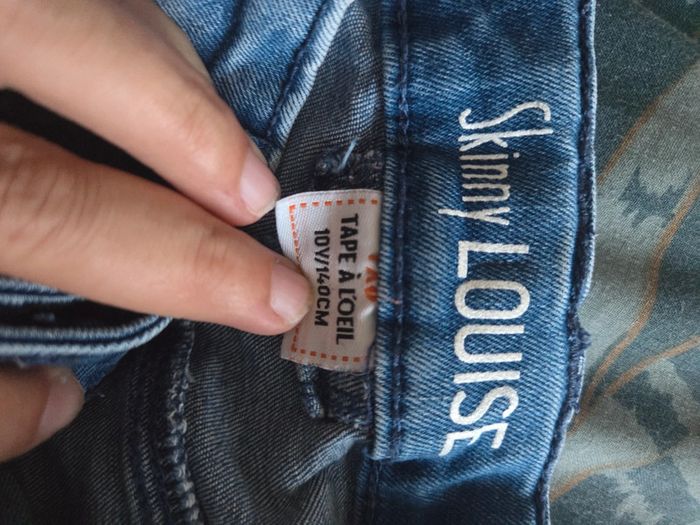 Skinny LOUISE
TAPE À L'OEIL
10Y/140CM